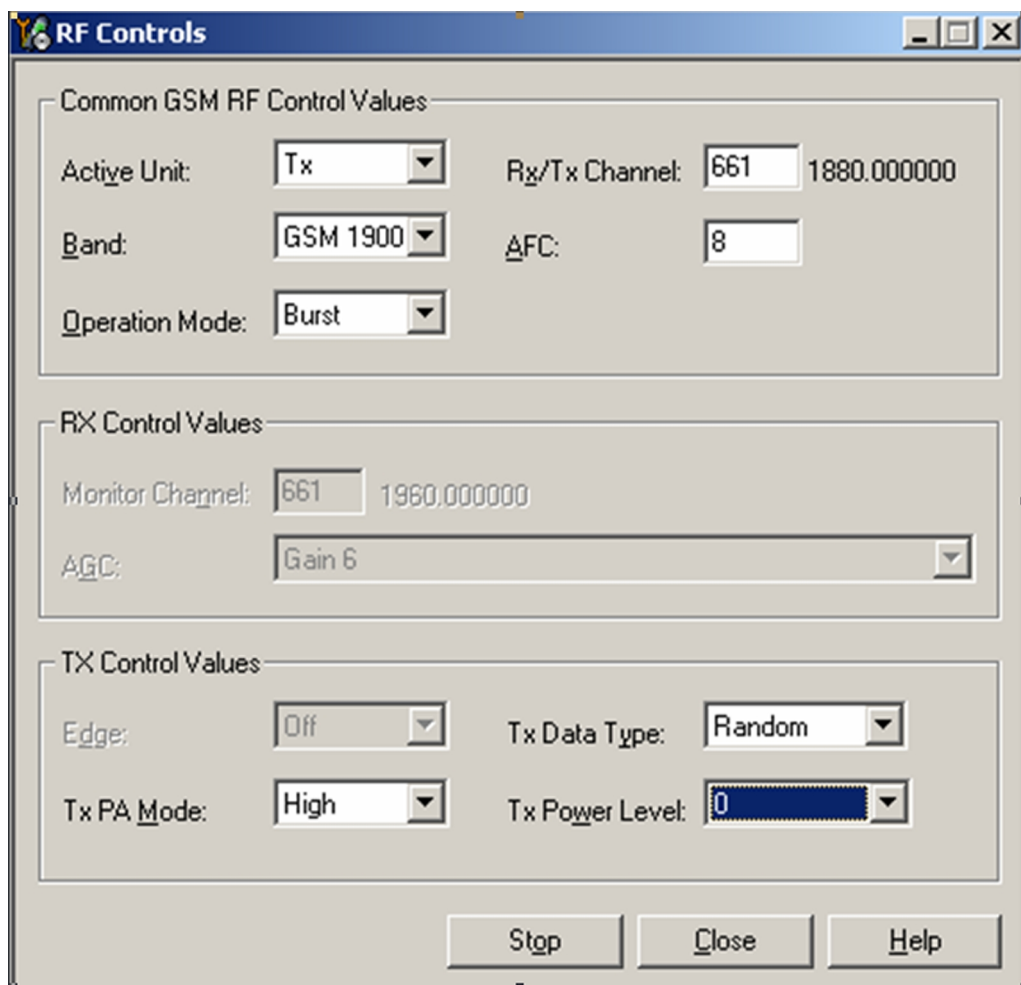 RF Controls
Common GSM RF Control Values
Active Unit: Tx Rx/Tx Channel: 661 1880.000000
Band: GSM 1900 AFC: 8
Operation Mode: Burst
RX Control Values
Monitor Channel: 661 1960.000000
AGC: Gain 6
TX Control Values
Edge: Off Tx Data Type: Random
Tx PA Mode: High Tx Power Level: 0
Stop Close Help